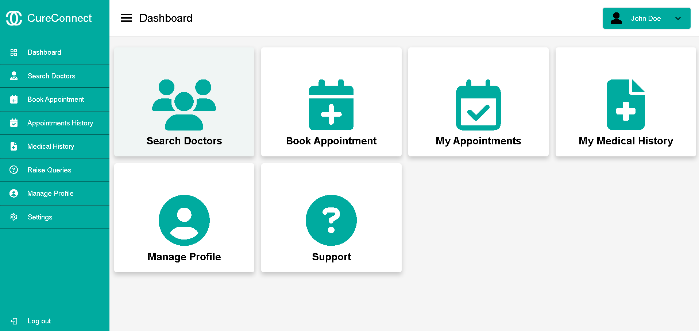 CureConnect
Dashboard
Search Doctors
Book Appointment
Appointments History
Medical History
Raise Queries
Manage Profile
Settings
Log out
Dashboard
John Doe
Search Doctors
Book Appointment
My Appointments
My Medical History
Manage Profile
Support